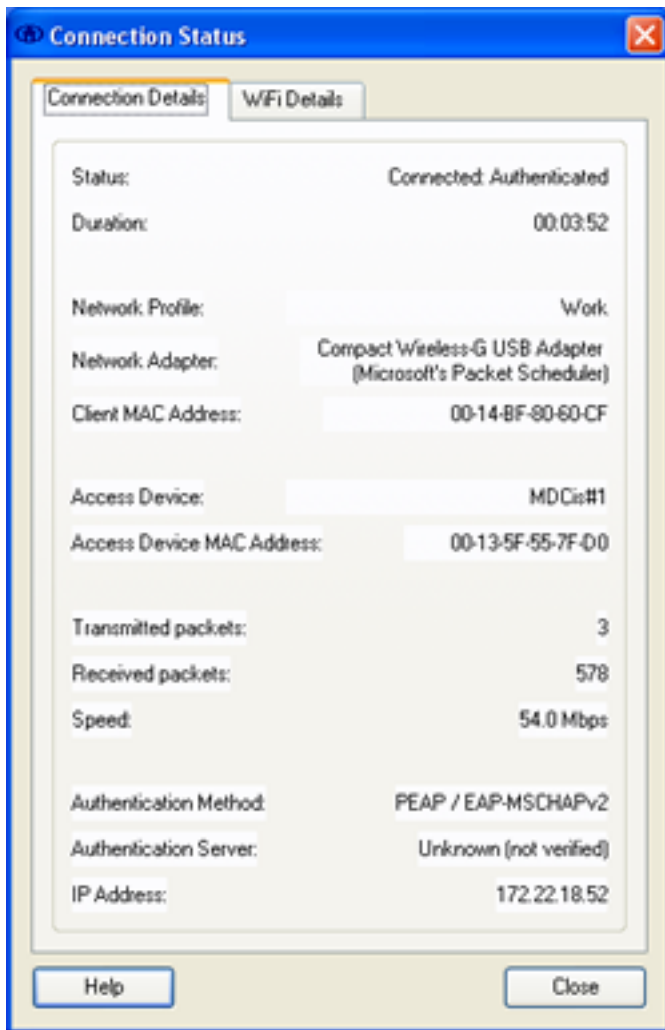 Connection Status
Connection Details WiFi Details
Status: Connected: Authenticated
Duration: 00:03:52
Network Profile: Work
Network Adapter: Compact Wireless-G USB Adapter
(Microsoft's Packet Scheduler)
Client MAC Address: 00-14-BF-80-60-CF
Access Device: MDCis#1
Access Device MAC Address: 00-13-5F-55-7F-D0
Transmitted packets: 3
Received packets: 578
Speed: 54.0 Mbps
Authentication Method: PEAP / EAP-MSCHAPv2
Authentication Server: Unknown (not verified)
IP Address: 172.22.18.52
Help Close